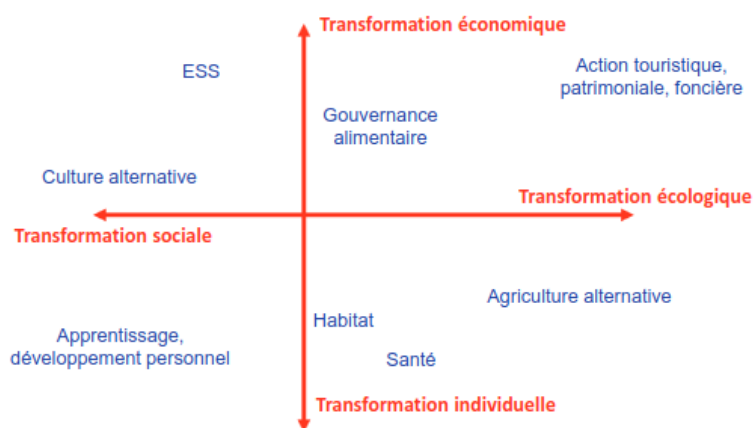 Transformation économique
ESS
Action touristique,
patrimoniale, foncière
Gouvernance
alimentaire
Culture alternative
Transformation écologique
Transformation sociale
Agriculture alternative
Habitat
Apprentissage,
développement personnel
Santé
Transformation individuelle